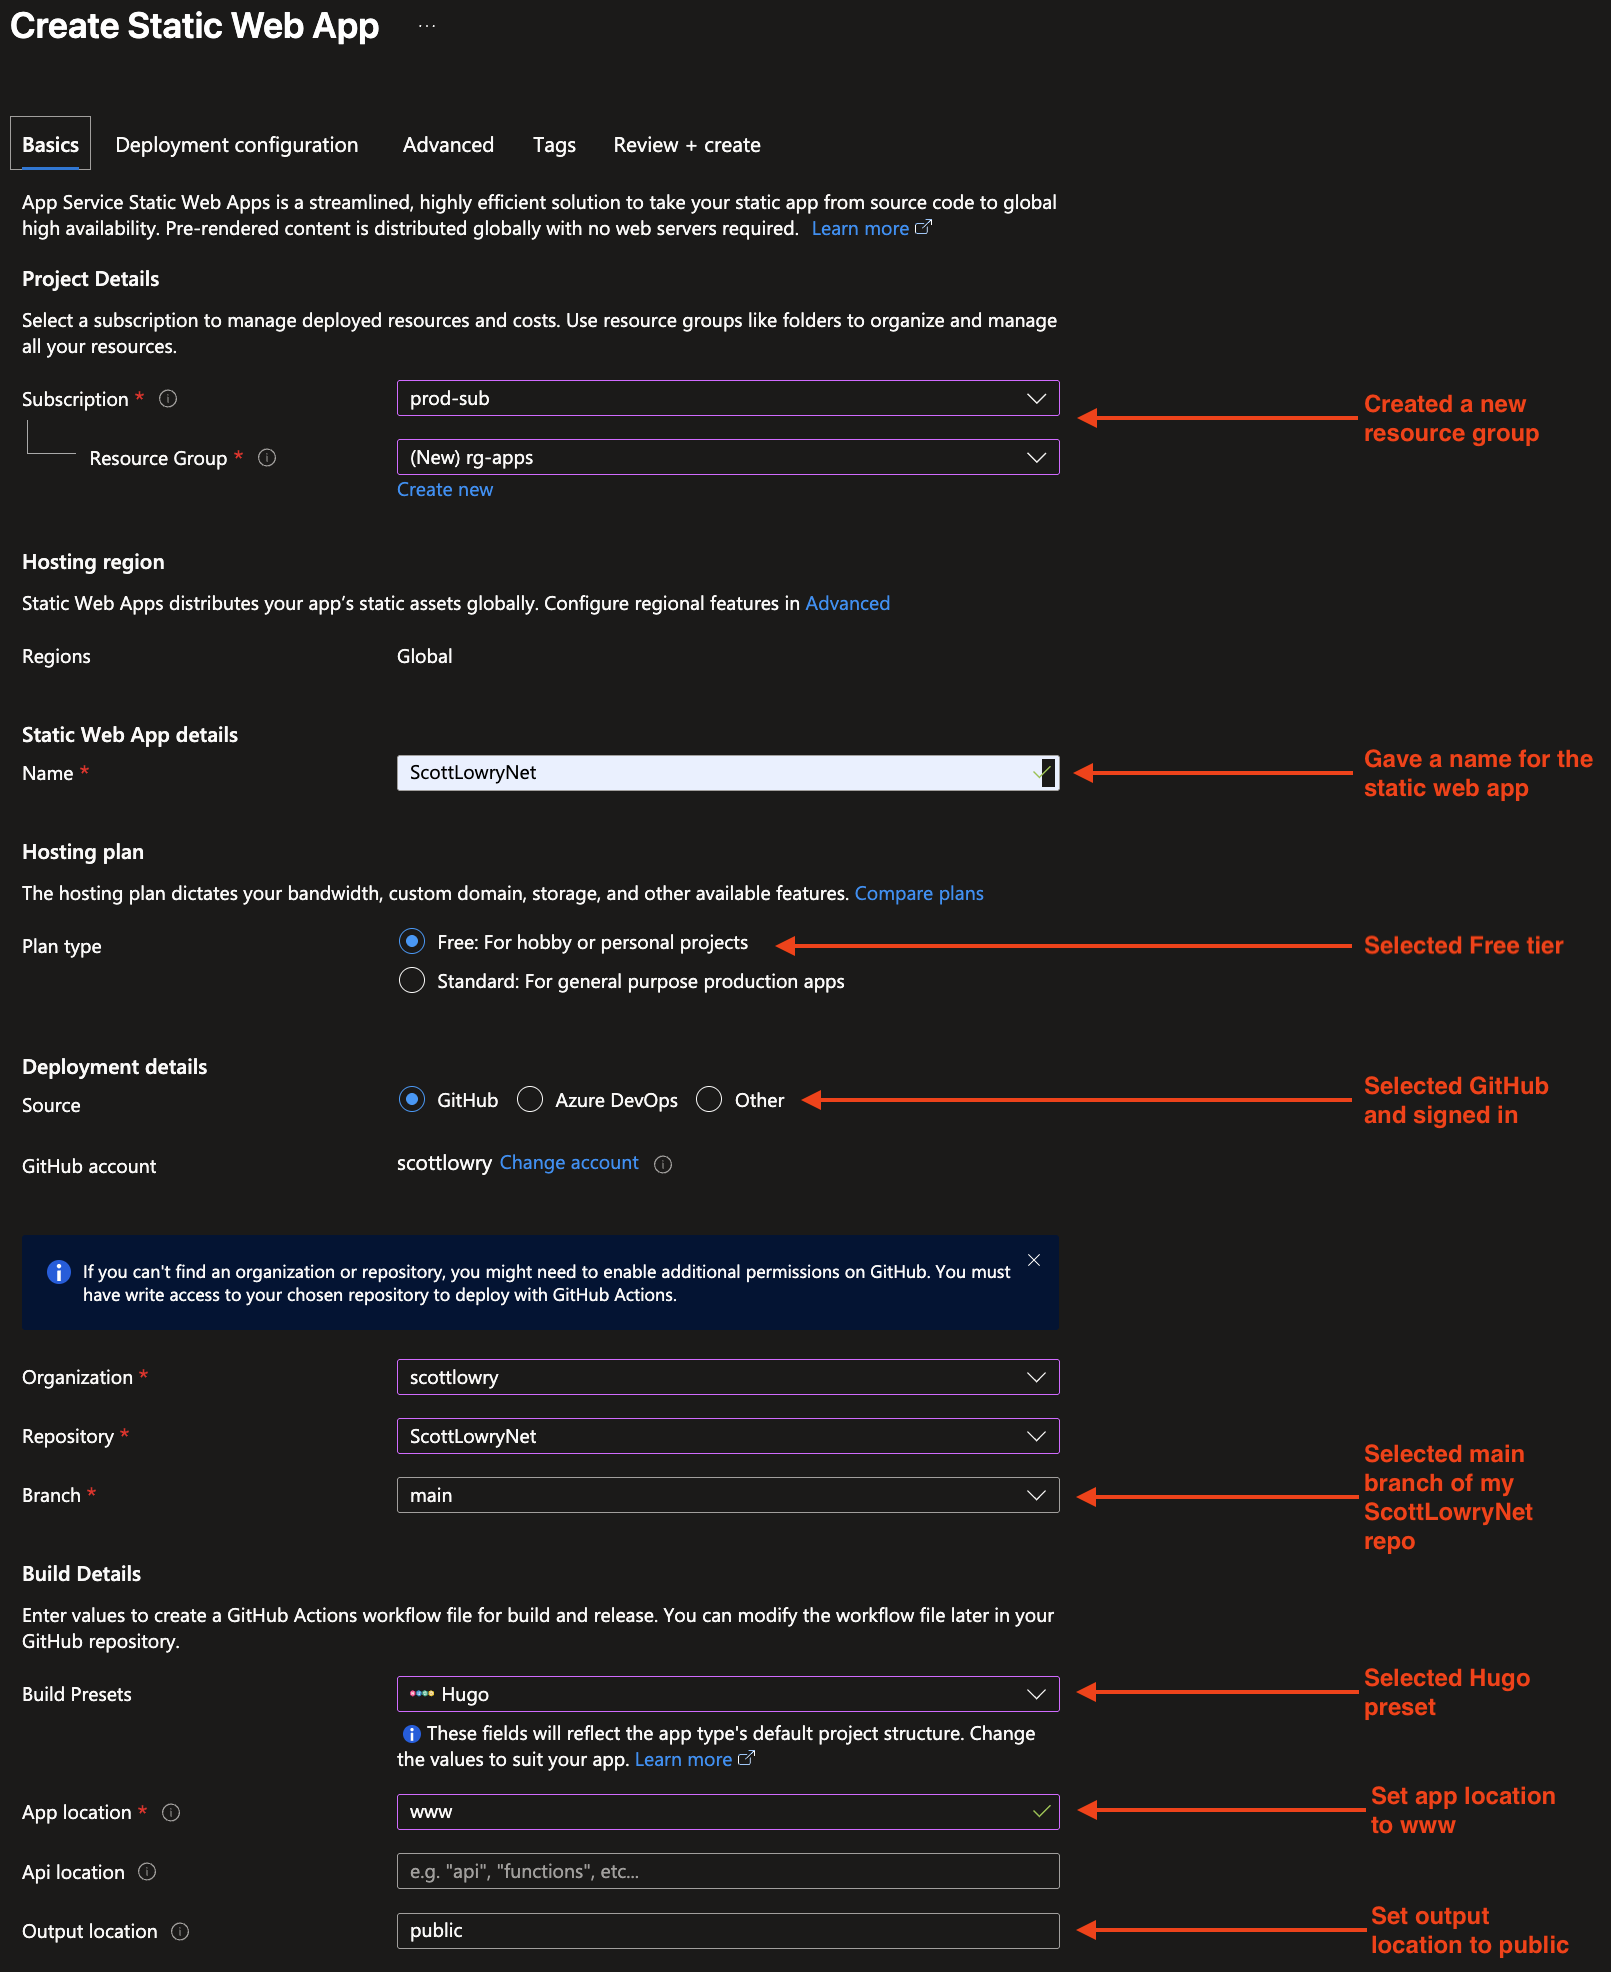 Create Static Web App ...
Basics Deployment configuration Advanced Tags Review + create
App Service Static Web Apps is a streamlined, highly efficient solution to take your static app from source code to global
high availability. Pre-rendered content is distributed globally with no web servers required. Learn more
Project Details
Select a subscription to manage deployed resources and costs. Use resource groups like folders to organize and manage
all your resources.
Subscription *
prod-sub
Created a new
resource group
Resource Group *
(New) rg-apps
Create new
Hosting region
Static Web Apps distributes your app’s static assets globally. Configure regional features in Advanced
Regions
Global
Static Web App details
Name *
ScottLowryNet
Gave a name for the
static web app
Hosting plan
The hosting plan dictates your bandwidth, custom domain, storage, and other available features. Compare plans
Plan type
Free: For hobby or personal projects
Selected Free tier
Standard: For general purpose production apps
Deployment details
Source
GitHub Azure DevOps Other
Selected GitHub
and signed in
GitHub account
scottlowry Change account
If you can't find an organization or repository, you might need to enable additional permissions on GitHub. You must
have write access to your chosen repository to deploy with GitHub Actions.
Organization *
scottlowry
Repository *
ScottLowryNet
Branch *
main
Selected main
branch of my
ScottLowryNet
repo
Build Details
Enter values to create a GitHub Actions workflow file for build and release. You can modify the workflow file later in your
GitHub repository.
Build Presets
Hugo
Selected Hugo
preset
These fields will reflect the app type's default project structure. Change
the values to suit your app. Learn more
App location *
www
Set app location
to www
Api location
e.g. "api", "functions", etc...
Output location
public
Set output
location to public